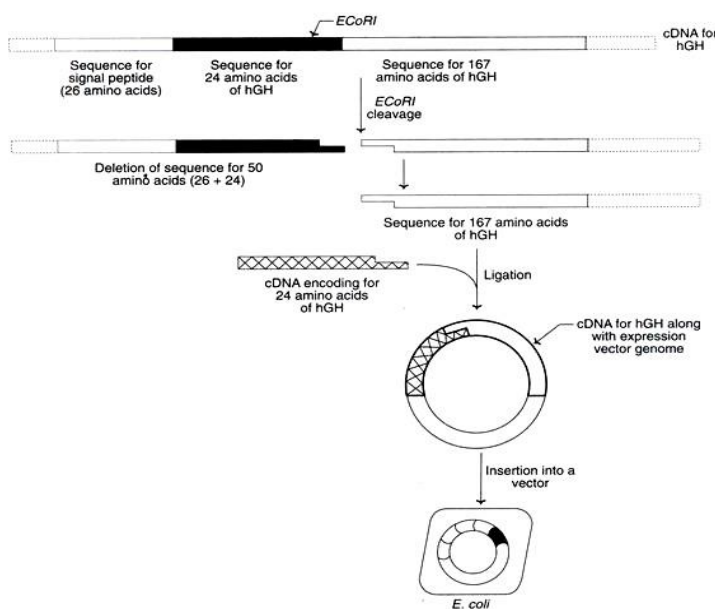 ECoRI
cDNA for
hGH
Sequence for
signal peptide
(26 amino acids)
Sequence for
24 amino acids
of hGH
Sequence for 167
amino acids of hGH
ECoRI
cleavage
Deletion of sequence for 50
amino acids (26 + 24)
Sequence for 167 amino acids
of hGH
cDNA encoding for
24 amino acids
of hGH
Ligation
cDNA for hGH along
with expression
vector genome
Insertion into a
vector
E. coli